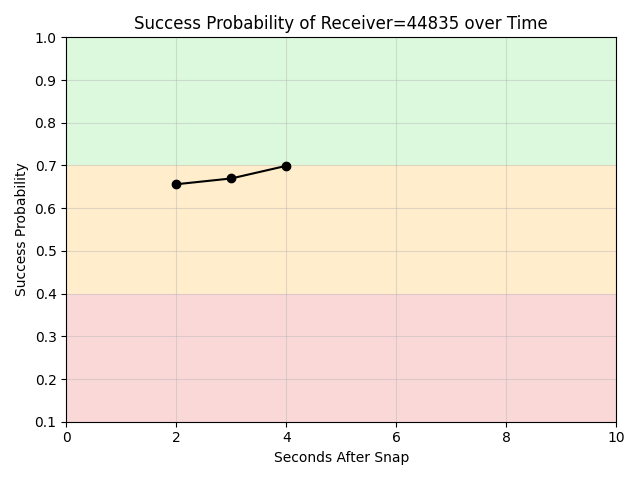 Success Probability of Receiver=44835 over Time
1.0
0.9
0.8
0.7
0.6
0.5
0.4
0.3
0.2
0.1
Success Probability
0 2 4 6 8 10
Seconds After Snap